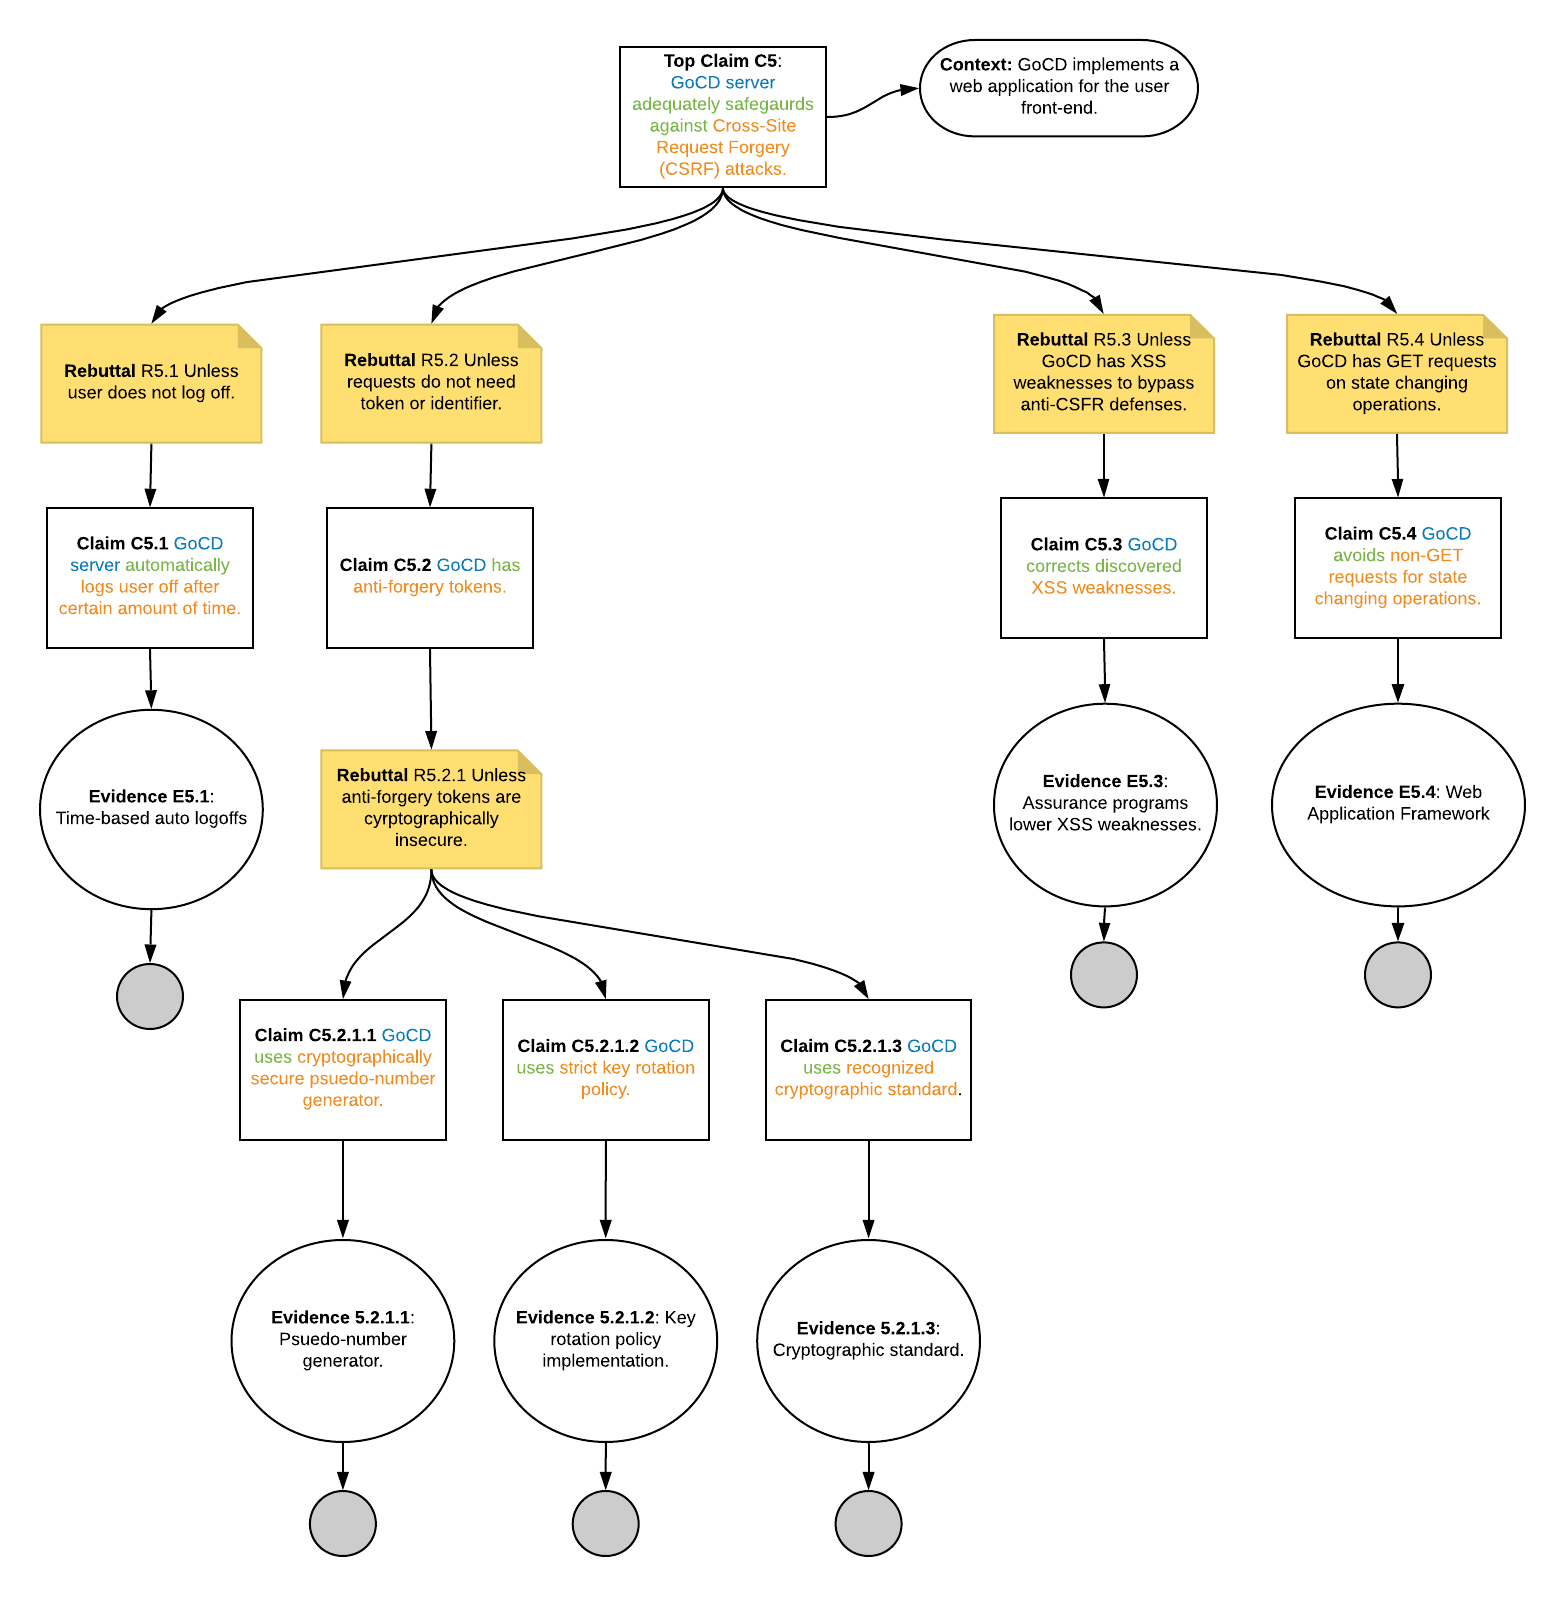 Top Claim C5:
GoCD server
adequately safegaurds
against Cross-Site
Request Forgery
(CSRF) attacks.
Context: GoCD implements a
web application for the user
front-end.
Rebuttal R5.1 Unless
user does not log off.
Rebuttal R5.2 Unless
requests do not need
token or identifier.
Rebuttal R5.3 Unless
GoCD has XSS
weaknesses to bypass
anti-CSFR defenses.
Rebuttal R5.4 Unless
GoCD has GET requests
on state changing
operations.
Claim C5.1 GoCD
server automatically
logs user off after
certain amount of time.
Claim C5.2 GoCD has
anti-forgery tokens.
Claim C5.3 GoCD
corrects discovered
XSS weaknesses.
Claim C5.4 GoCD
avoids non-GET
requests for state
changing operations.
Evidence E5.1:
Time-based auto logoffs
Rebuttal R5.2.1 Unless
anti-forgery tokens are
cyrptographically
insecure.
Evidence E5.3:
Assurance programs
lower XSS weaknesses.
Evidence E5.4: Web
Application Framework
Claim C5.2.1.1 GoCD
uses cryptographically
secure psuedo-number
generator.
Claim C5.2.1.2 GoCD
uses strict key rotation
policy.
Claim C5.2.1.3 GoCD
uses recognized
cryptographic standard.
Evidence 5.2.1.1:
Psuedo-number
generator.
Evidence 5.2.1.2: Key
rotation policy
implementation.
Evidence 5.2.1.3:
Cryptographic standard.